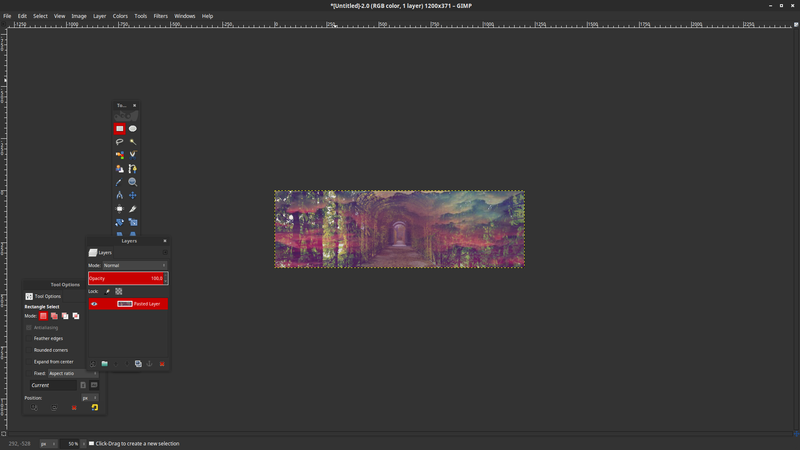 *[Untitled]-2.0 (RGB color, 1 layer) 1200x371 – GIMP
File Edit Select View Image Layer Colors Tools Filters Windows Help
To...
Layers
Layers
Mode: Normal
Opacity 100,0
Lock:
Pasted Layer
Tool Options
Tool Options
Rectangle Select
Mode:
Antialiasing
Feather edges
Rounded corners
Expand from center
Fixed: Aspect ratio
Current
Position: px
292, -528 px 50% Click-Drag to create a new selection